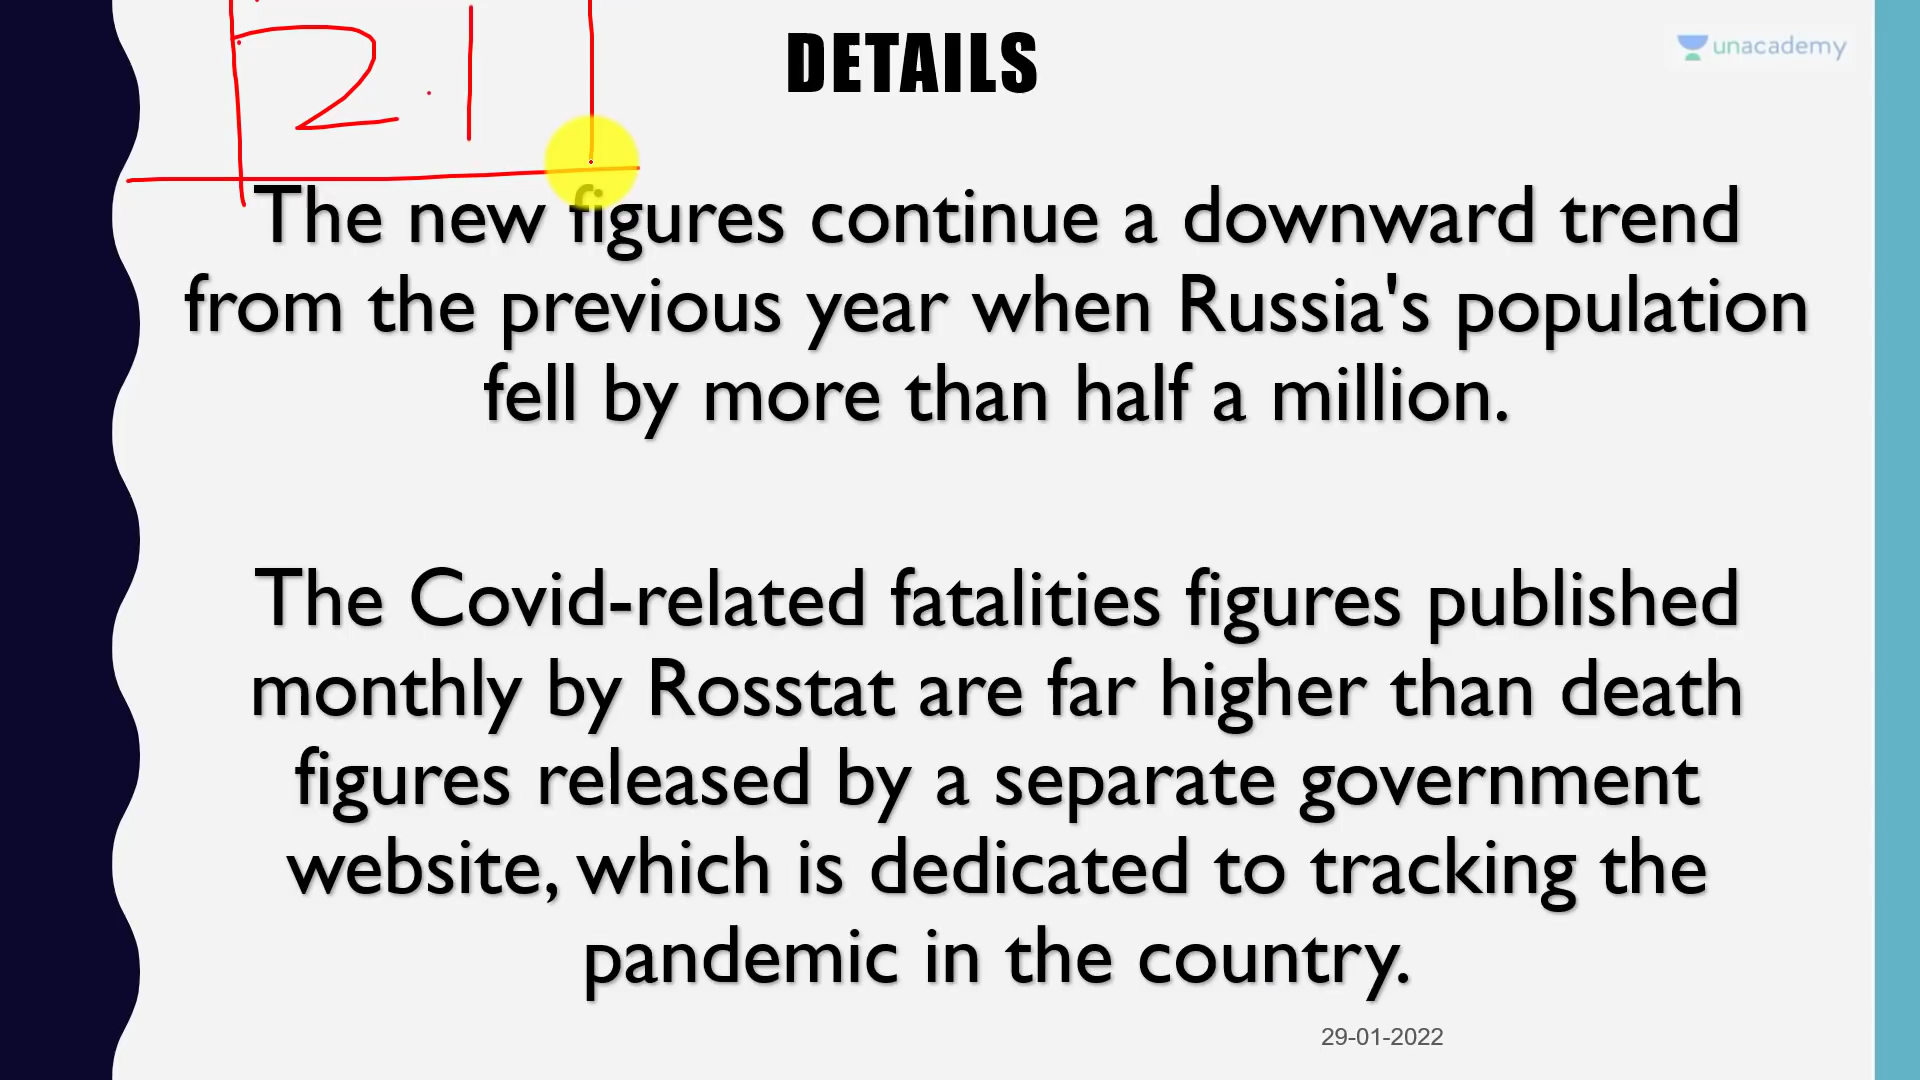 2.1
DETAILS
unacademy
The new figures continue a downward trend
from the previous year when Russia's population
fell by more than half a million.
The Covid-related fatalities figures published
monthly by Rosstat are far higher than death
figures released by a separate government
website, which is dedicated to tracking the
pandemic in the country.
29-01-2022